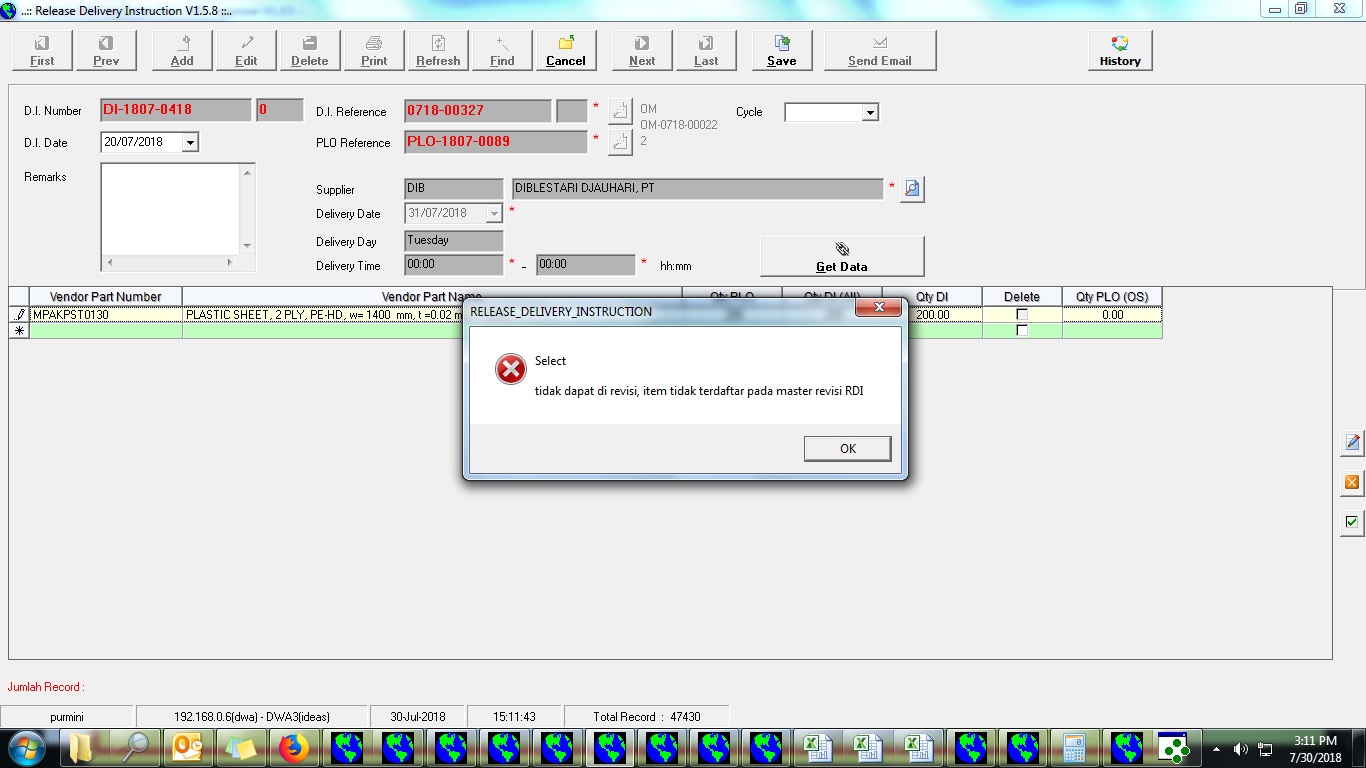 ..:: Release Delivery Instruction V1.5.8 ::..
First Prev Add Edit Delete Print Refresh Find Cancel Next Last Save Send Email History
D.I. Number DI-1807-0418 0 D.I. Reference 0718-00327 * OM Cycle
OM-0718-00022
D.I. Date 20/07/2018 PLO Reference PLO-1807-0089 * 2
Remarks
Supplier DIB DIBLESTARI DJAUHARI, PT *
Delivery Date 31/07/2018 *
Delivery Day Tuesday
Delivery Time 00:00 * - 00:00 * hh:mm
Get Data
Vendor Part Number Vendor Part Name Qty PLO Qty DI (All) Qty DI Delete Qty PLO (OS)
MPAKPST0130 PLASTIC SHEET, 2 PLY, PE-HD, w= 1400 mm, t =0.02 m 200.00 0.00
RELEASE_DELIVERY_INSTRUCTION
Select
tidak dapat di revisi, item tidak terdaftar pada master revisi RDI
OK
Jumlah Record :
purmini 192.168.0.6(dwa) - DWA3(ideas) 30-Jul-2018 15:11:43 Total Record : 47430
3:11 PM
7/30/2018